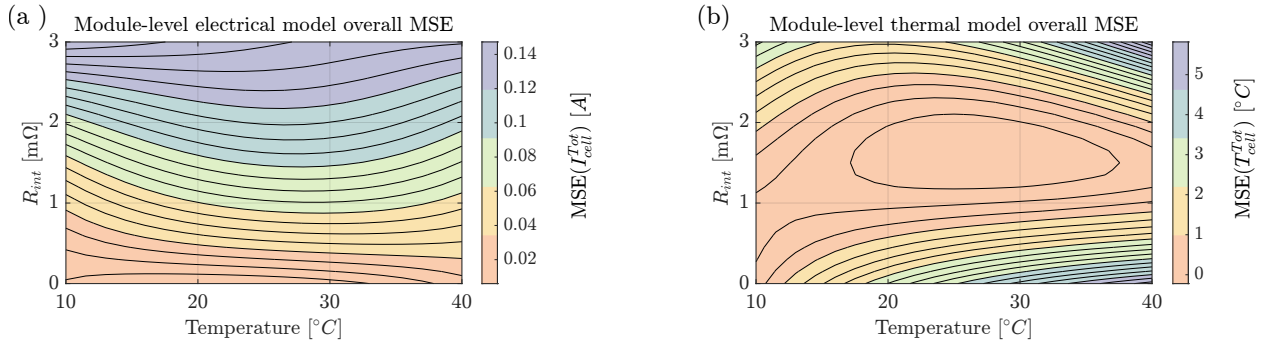 (a )
Module-level electrical model overall MSE
3
2
1
0
R_int [mΩ]
10
20
30
40
Temperature [°C]
0.14
0.13
0.11
0.08
0.06
0.04
0.02
MSE(I_cell^Tot) [A]
(b)
Module-level thermal model overall MSE
3
2
1
0
R_int [mΩ]
10
20
30
40
Temperature [°C]
5
4
3
2
1
0
MSE(T_cell^Tot) [°C]